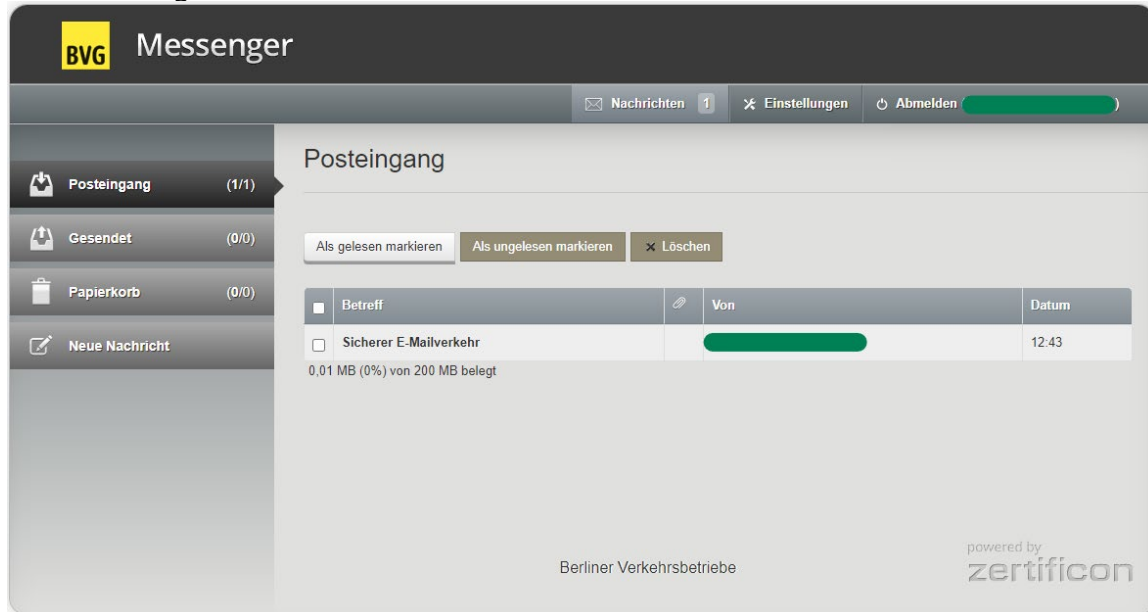 BVG Messenger
Nachrichten 1 Einstellungen Abmelden ( )
Posteingang (1/1)
Gesendet (0/0)
Papierkorb (0/0)
Neue Nachricht
Posteingang
Als gelesen markieren Als ungelesen markieren × Löschen
Betreff Von Datum
Sicherer E-Mailverkehr 12:43
0,01 MB (0%) von 200 MB belegt
Berliner Verkehrsbetriebe
powered by
zertificon